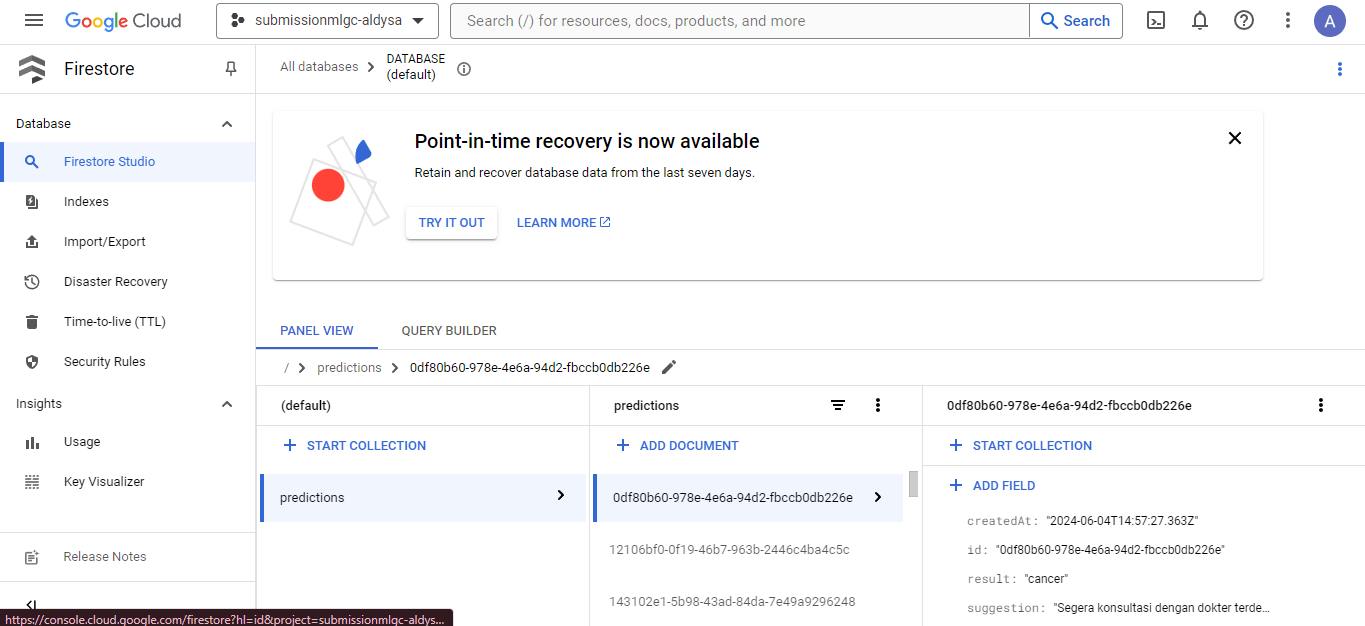 Google Cloud
submissionmlgc-aldysa
Search (/) for resources, docs, products, and more
Search
A
Firestore
All databases
DATABASE
(default)
Database
Firestore Studio
Indexes
Import/Export
Disaster Recovery
Time-to-live (TTL)
Security Rules
Insights
Usage
Key Visualizer
Release Notes
Point-in-time recovery is now available
Retain and recover database data from the last seven days.
TRY IT OUT
LEARN MORE
PANEL VIEW
QUERY BUILDER
/ predictions 0df80b60-978e-4e6a-94d2-fbccb0db226e
(default)
START COLLECTION
predictions
predictions
ADD DOCUMENT
0df80b60-978e-4e6a-94d2-fbccb0db226e
12106bf0-0f19-46b7-963b-2446c4ba4c5c
143102e1-5b98-43ad-84da-7e49a9296248
0df80b60-978e-4e6a-94d2-fbccb0db226e
START COLLECTION
ADD FIELD
createdAt: "2024-06-04T14:57:27.363Z"
id: "0df80b60-978e-4e6a-94d2-fbccb0db226e"
result: "cancer"
suggestion: "Segera konsultasi dengan dokter terde...
https://console.cloud.google.com/firestore?hl=id&project=submissionmlgc-aldys...